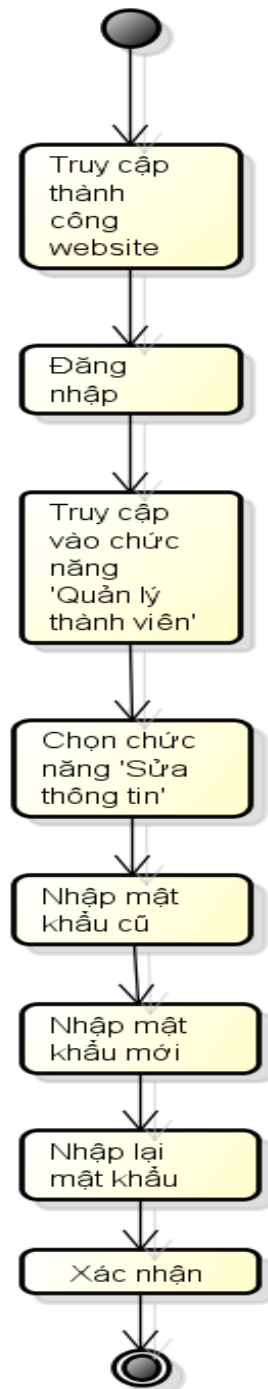 Truy cập
thành
công
website
Đăng
nhập
Truy cập
vào chức
năng
'Quản lý
thành viên'
Chọn chức
năng 'Sửa
thông tin'
Nhập mật
khẩu cũ
Nhập mật
khẩu mới
Nhập lại
mật khẩu
Xác nhận